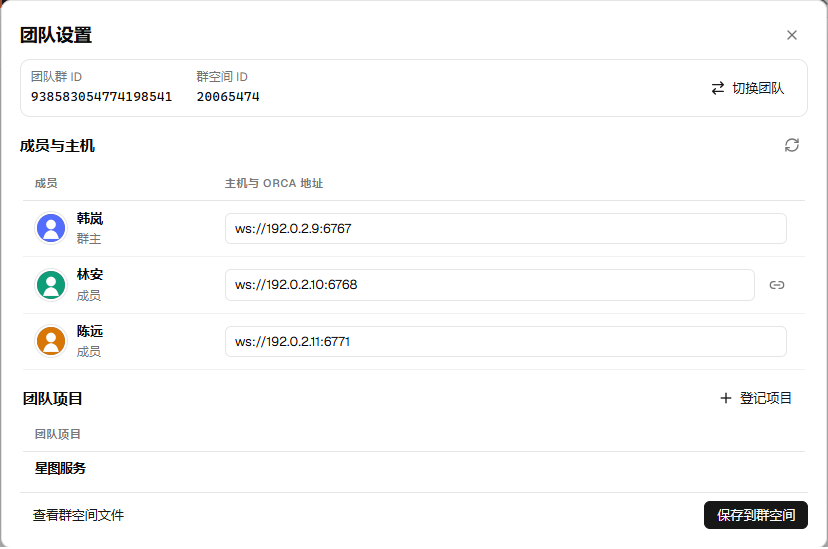 团队设置
团队群 ID
群空间 ID
938583054774198541
20065474
切换团队
成员与主机
成员
主机与 ORCA 地址
韩岚
群主
ws://192.0.2.9:6767
林安
成员
ws://192.0.2.10:6768
陈远
成员
ws://192.0.2.11:6771
团队项目
登记项目
团队项目
星图服务
查看群空间文件
保存到群空间